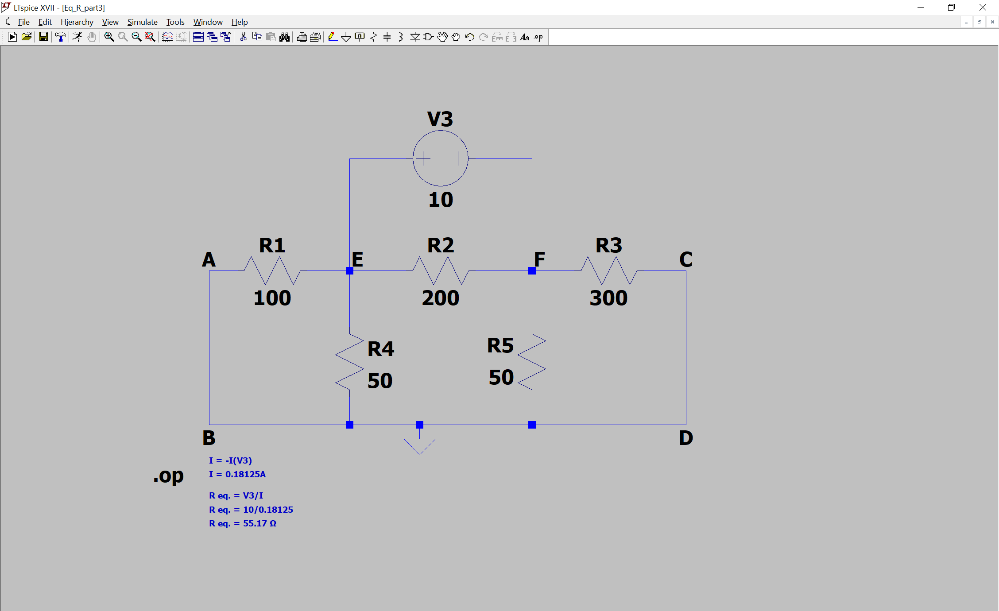 LTspice XVII - [Eq_R_part3]
File Edit Hierarchy View Simulate Tools Window Help
V3
10
R1 R2 R3
A E F C
100 200 300
R4 R5
50 50
B D
.op
I = -I(V3)
I = 0.18125A
R eq. = V3/I
R eq. = 10/0.18125
R eq. = 55.17 Ω